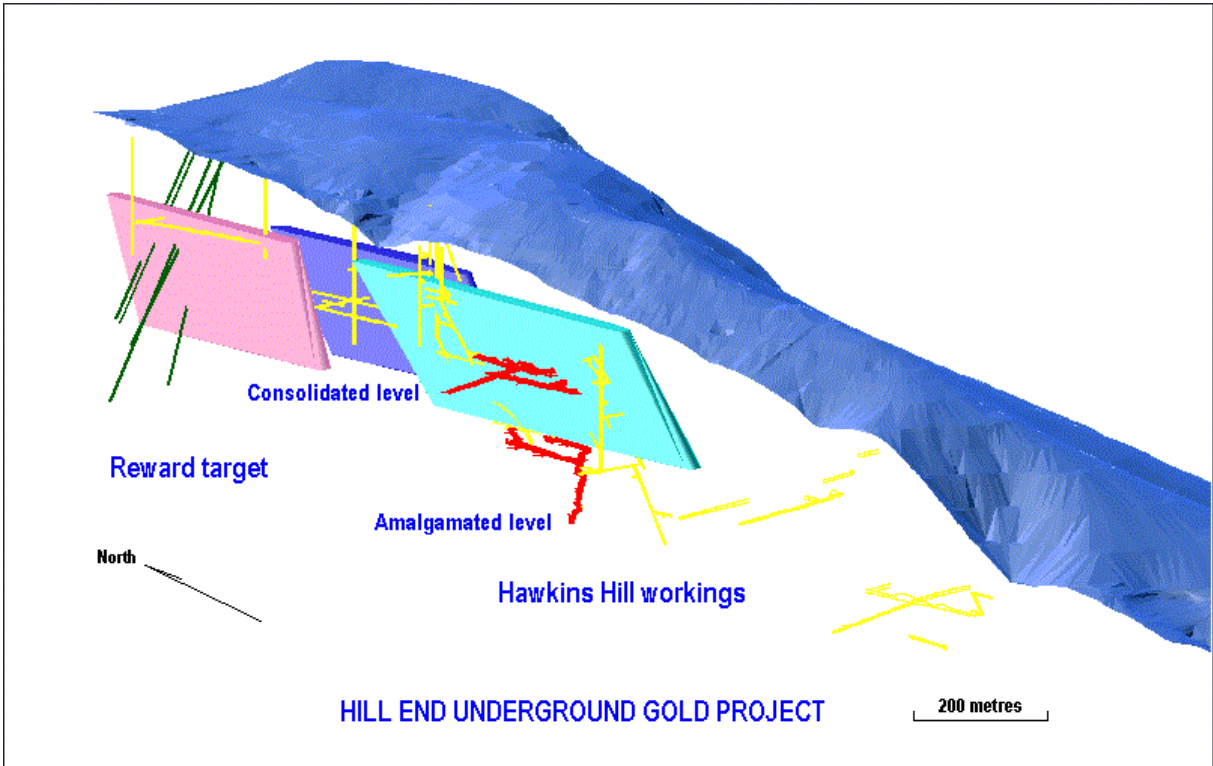 Consolidated level
Reward target
Amalgamated level
North
Hawkins Hill workings
HILL END UNDERGROUND GOLD PROJECT
200 metres